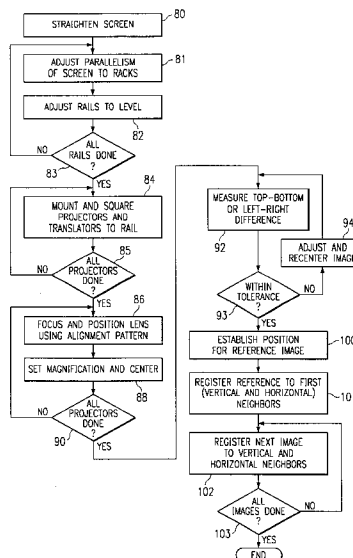 STRAIGHTEN SCREEN
80
ADJUST PARALLELISM
OF SCREEN TO RACKS
81
ADJUST RAILS TO LEVEL
82
ALL
RAILS DONE
?
NO
YES
83
84
MOUNT AND SQUARE
PROJECTORS AND
TRANSLATORS TO RAIL
85
ALL
PROJECTORS
DONE
?
NO
YES
86
FOCUS AND POSITION LENS
USING ALIGNMENT PATTERN
SET MAGNIFICATION AND CENTER
88
ALL
PROJECTORS
DONE
?
NO
YES
90
MEASURE TOP-BOTTOM
OR LEFT-RIGHT
DIFFERENCE
92
94
ADJUST AND
RECENTER IMAGE
WITHIN
TOLERANCE
?
NO
93
YES
100
ESTABLISH POSITION
FOR REFERENCE IMAGE
10
REGISTER REFERENCE TO FIRST
(VERTICAL AND HORIZONTAL)
NEIGHBORS
REGISTER NEXT IMAGE
TO VERTICAL AND
HORIZONTAL NEIGHBORS
102
ALL
IMAGES DONE
?
NO
103
YES
END